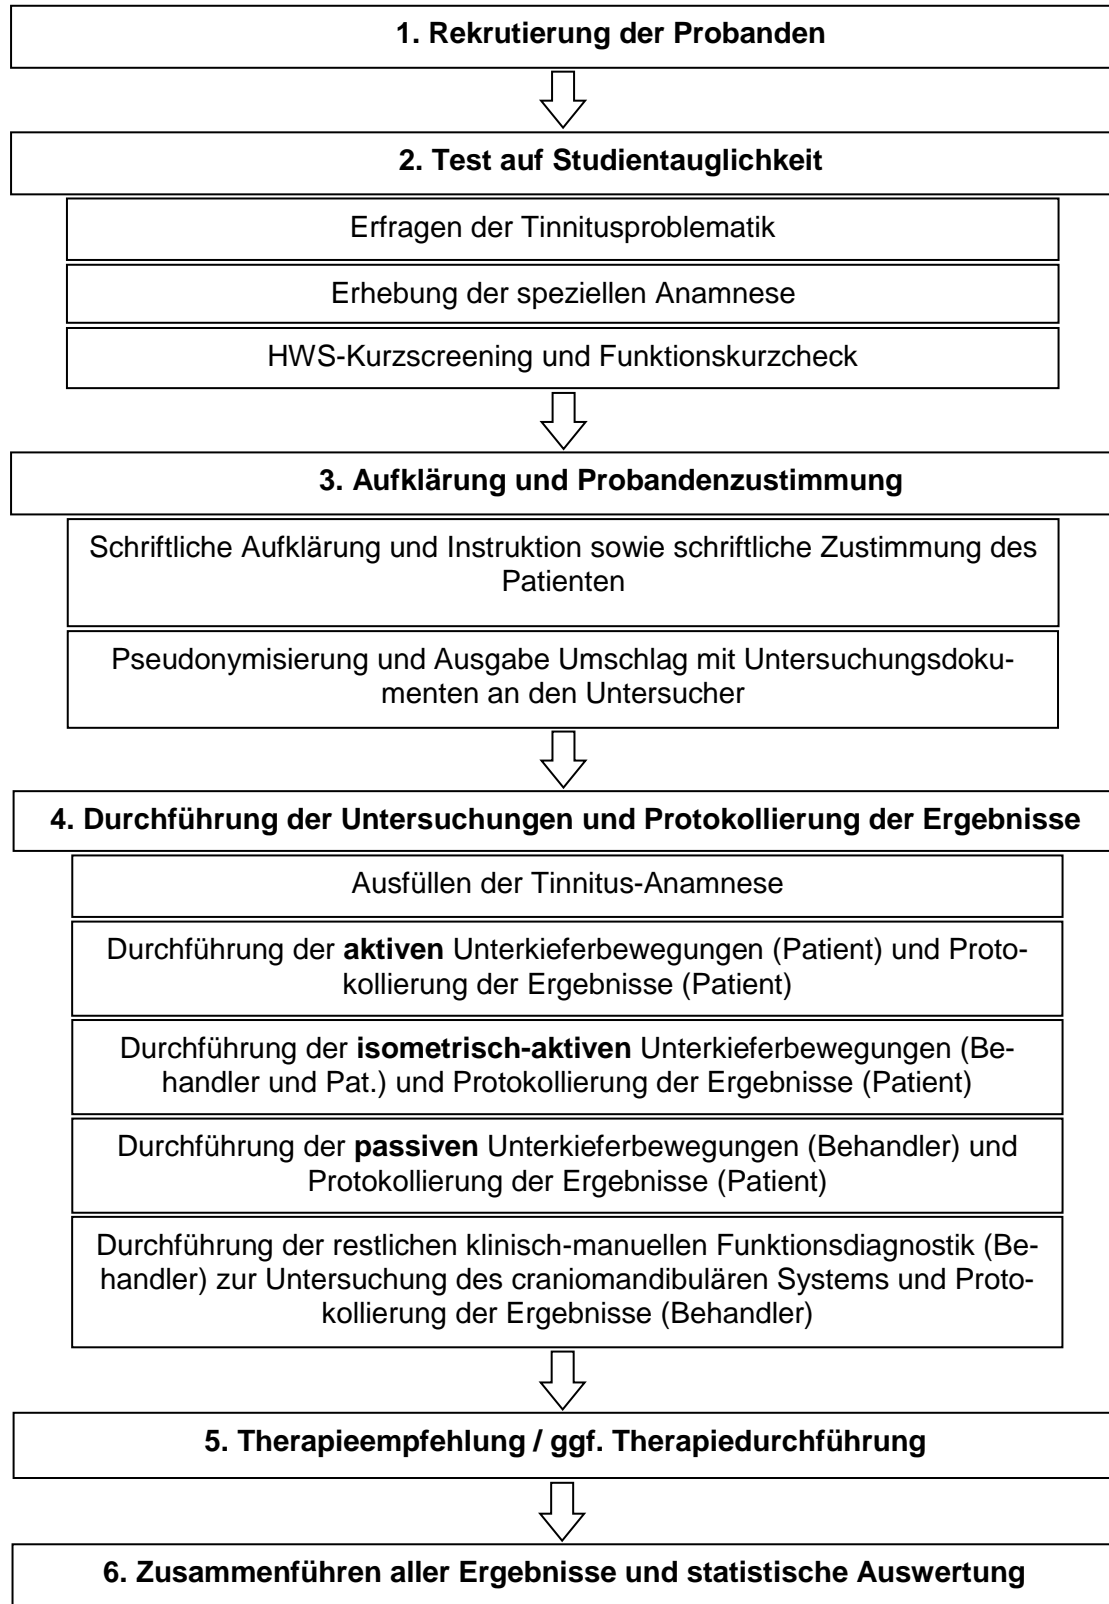 1. Rekrutierung der Probanden
2. Test auf Studientauglichkeit
Erfragen der Tinnitusproblematik
Erhebung der speziellen Anamnese
HWS-Kurzscreening und Funktionskurzcheck
3. Aufklärung und Probandenzustimmung
Schriftliche Aufklärung und Instruktion sowie schriftliche Zustimmung des
Patienten
Pseudonymisierung und Ausgabe Umschlag mit Untersuchungsdoku-
menten an den Untersucher
4. Durchführung der Untersuchungen und Protokollierung der Ergebnisse
Ausfüllen der Tinnitus-Anamnese
Durchführung der aktiven Unterkieferbewegungen (Patient) und Proto-
kollierung der Ergebnisse (Patient)
Durchführung der isometrisch-aktiven Unterkieferbewegungen (Be-
handler und Pat.) und Protokollierung der Ergebnisse (Patient)
Durchführung der passiven Unterkieferbewegungen (Behandler) und
Protokollierung der Ergebnisse (Patient)
Durchführung der restlichen klinisch-manuellen Funktionsdiagnostik (Be-
handler) zur Untersuchung des craniomandibulären Systems und Proto-
kollierung der Ergebnisse (Behandler)
5. Therapieempfehlung / ggf. Therapiedurchführung
6. Zusammenführen aller Ergebnisse und statistische Auswertung